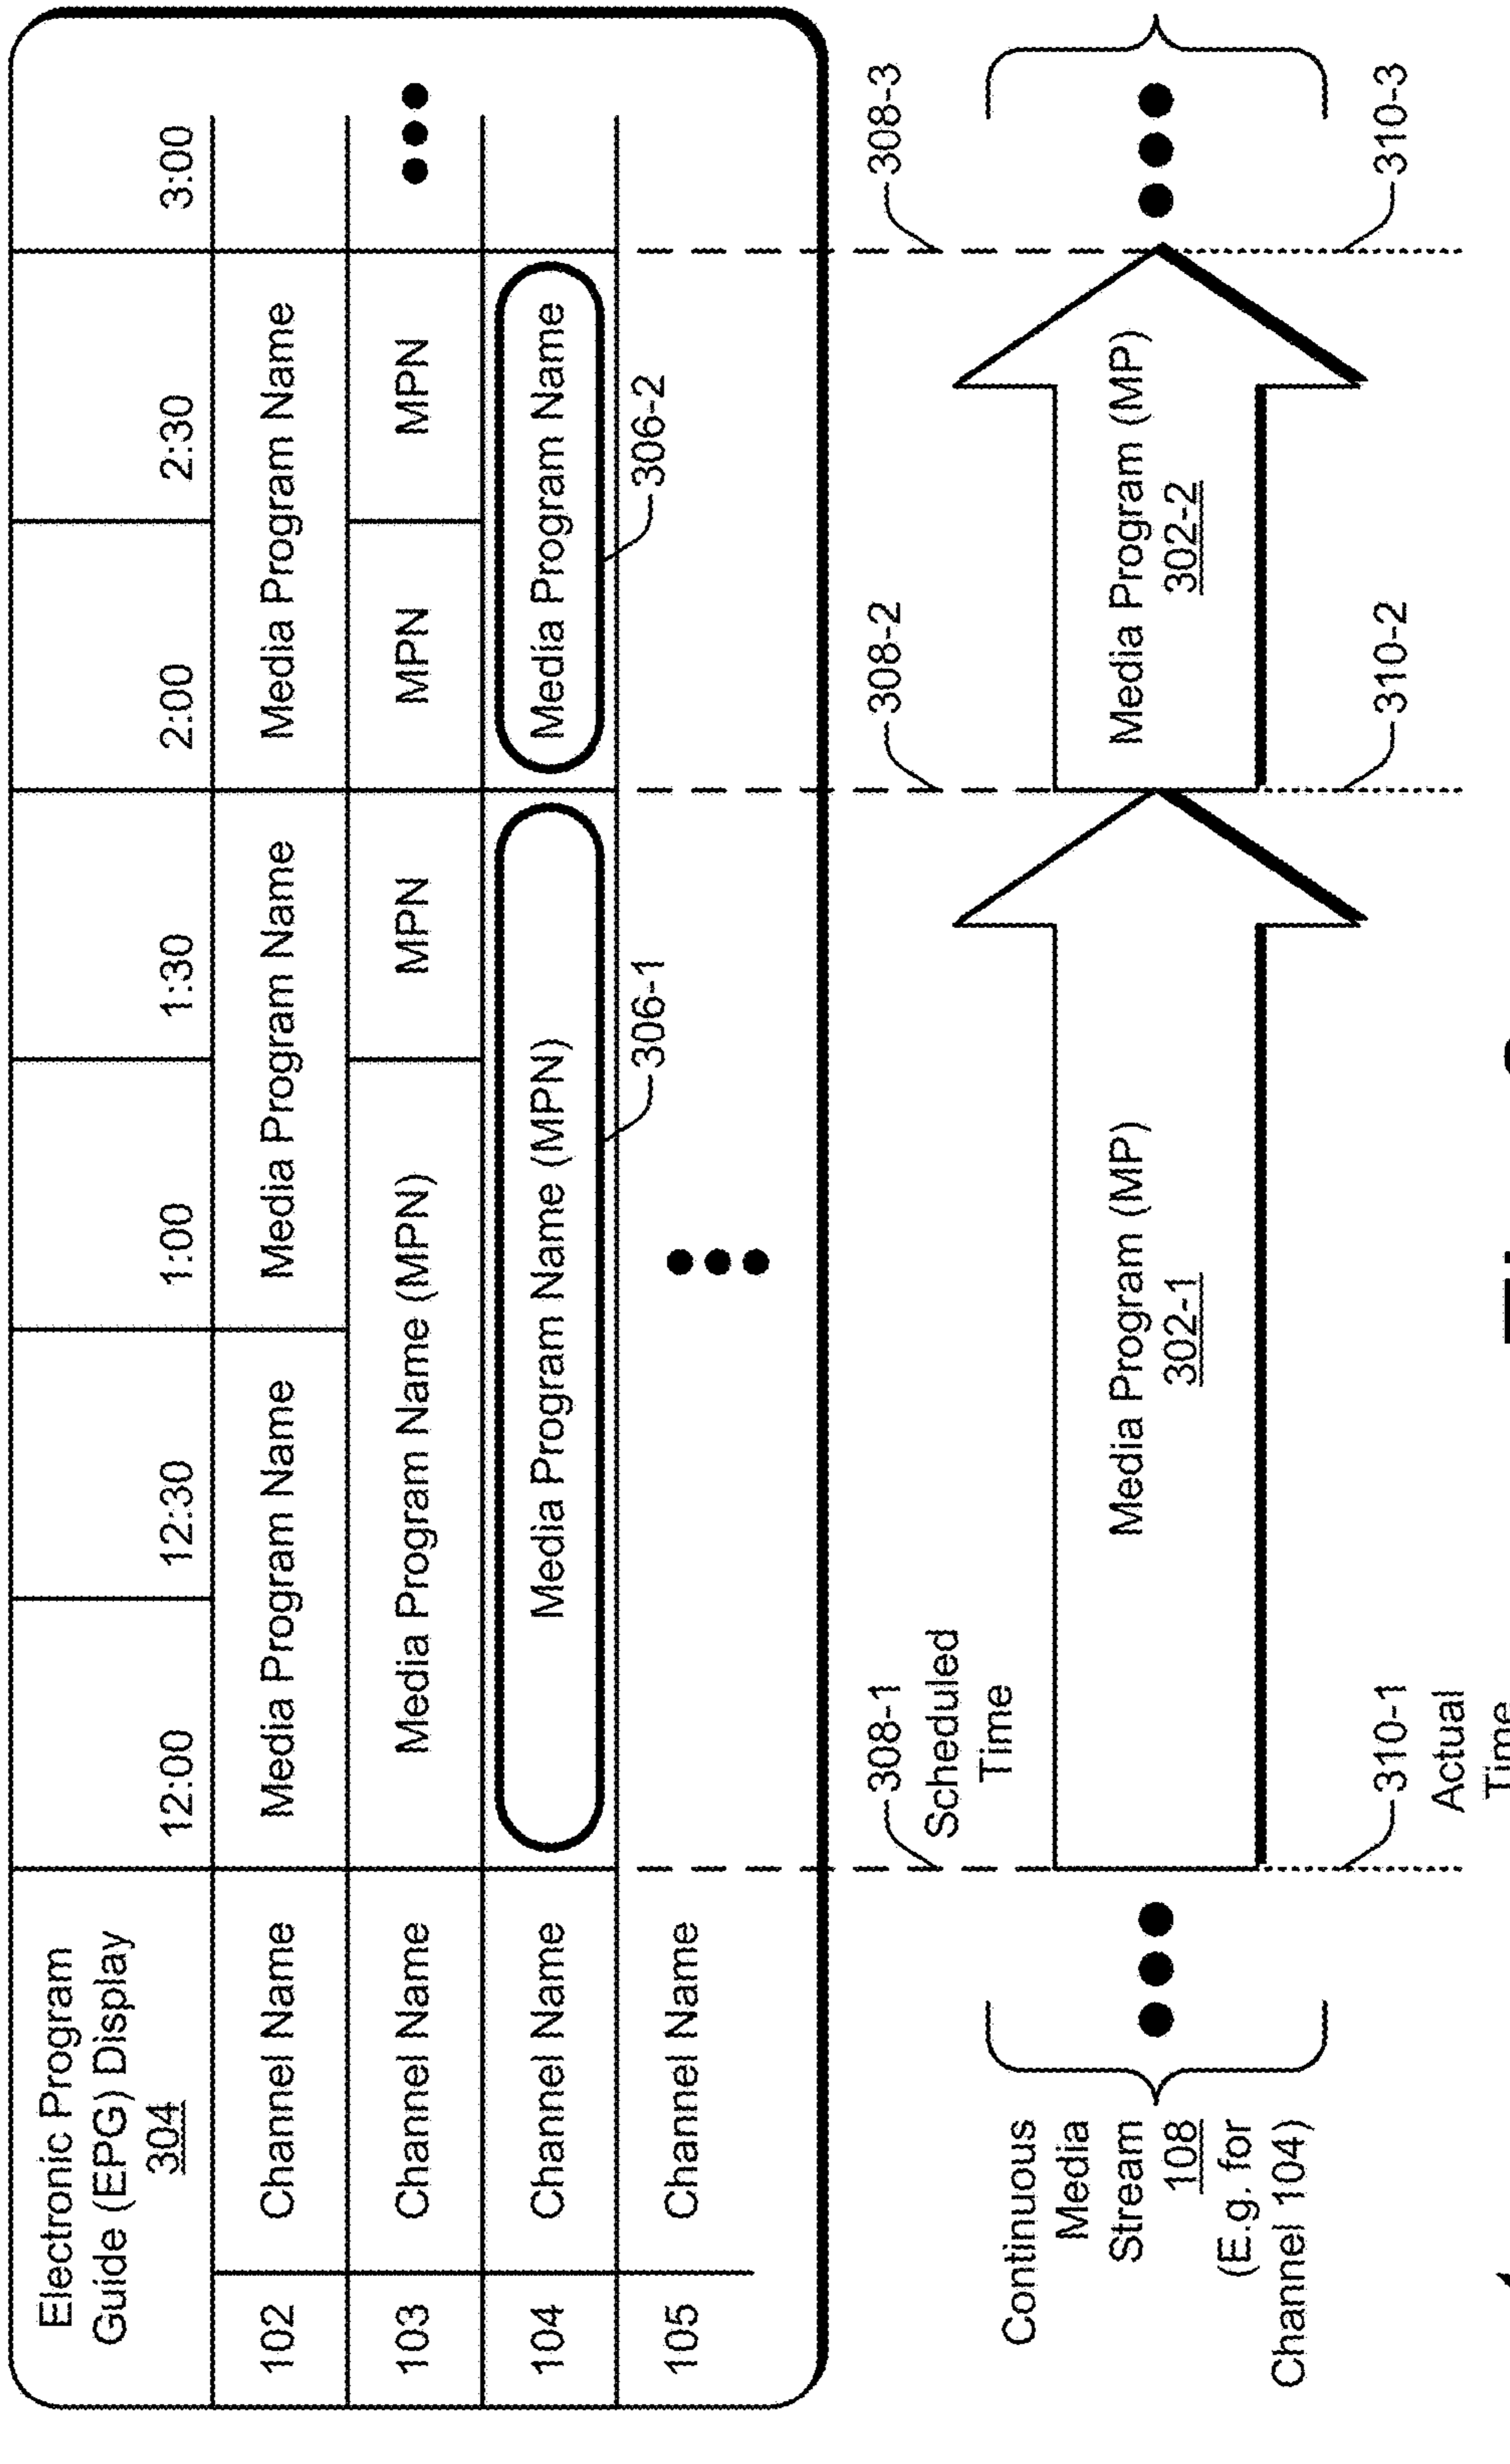 Electronic Program
Guide (EPG) Display
304
12:00
12:30
1:00
1:30
2:00
2:30
3:00
102
Channel Name
Media Program Name
Media Program Name
Media Program Name
103
Channel Name
Media Program Name (MPN)
MPN
MPN
MPN
104
Channel Name
Media Program Name (MPN)
Media Program Name
105
Channel Name
306-1
306-2
308-1
Scheduled
Time
308-2
308-3
Continuous
Media
Stream
108
(E.g. for
Channel 104)
Media Program (MP)
302-1
Media Program (MP)
302-2
310-1
Actual
Time
310-2
310-3